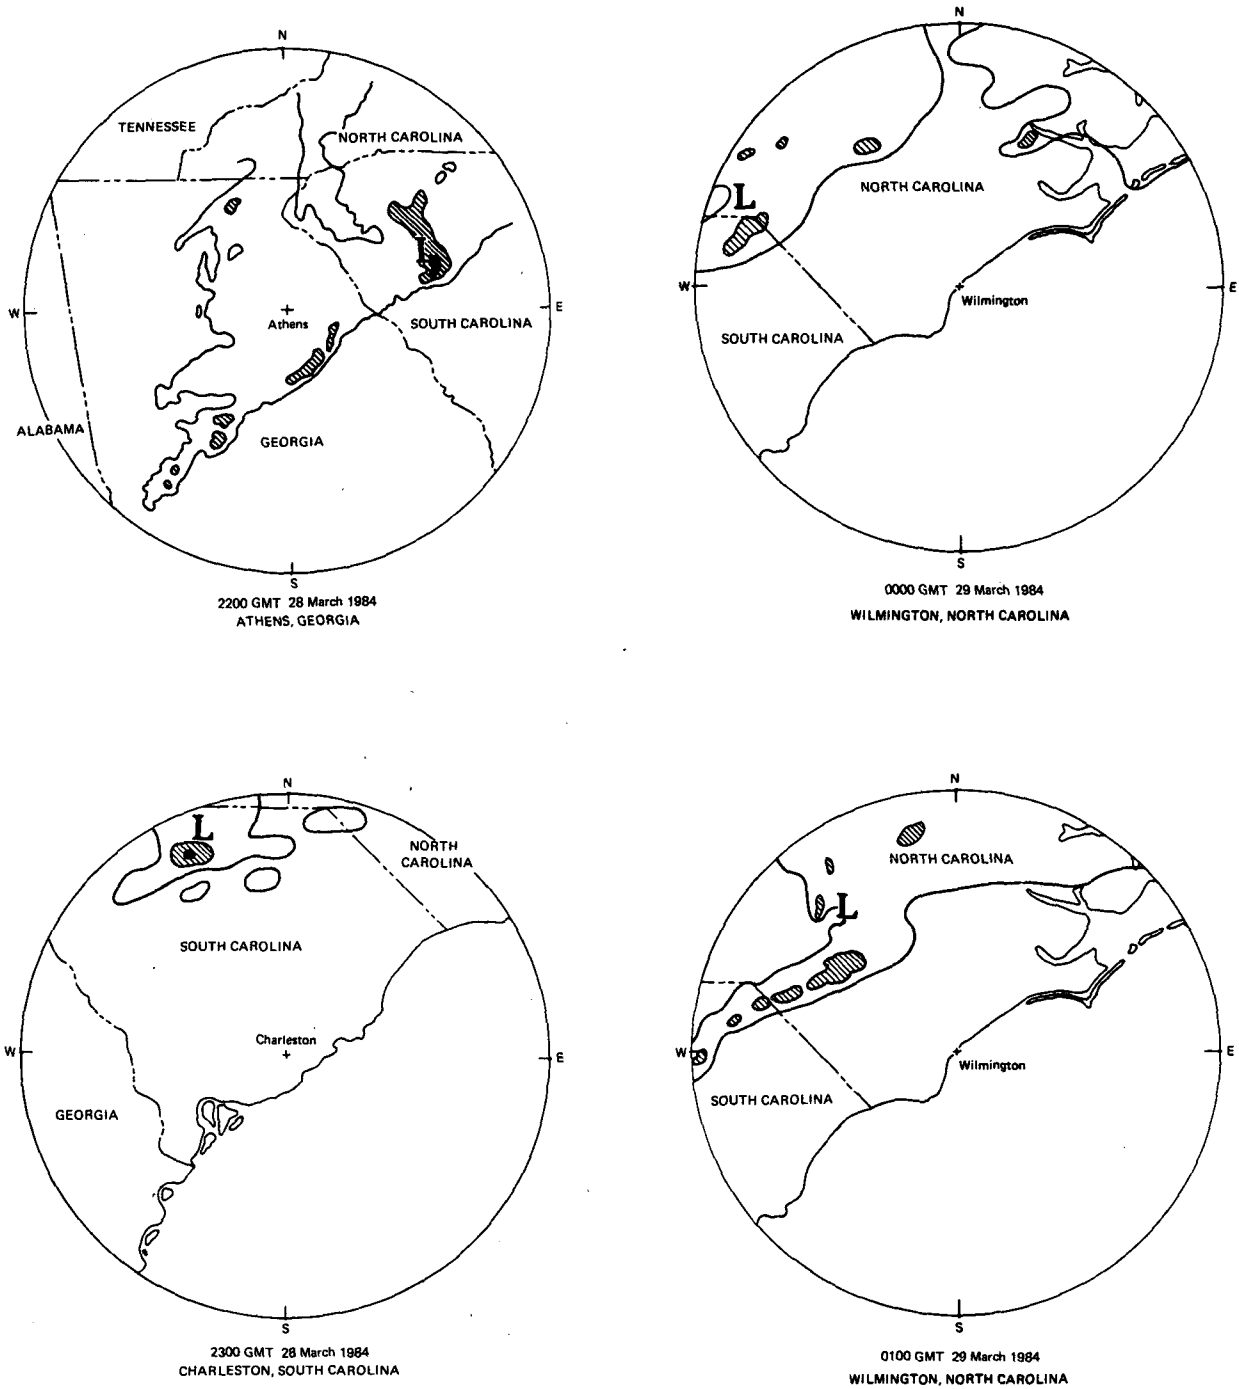 N
TENNESSEE
NORTH CAROLINA
L
W
E
Athens
SOUTH CAROLINA
ALABAMA
GEORGIA
S
2200 GMT 28 March 1984
ATHENS, GEORGIA
N
L
NORTH CAROLINA
W
E
Wilmington
SOUTH CAROLINA
S
0000 GMT 29 March 1984
WILMINGTON, NORTH CAROLINA
N
L
NORTH
CAROLINA
SOUTH CAROLINA
Charleston
W
E
GEORGIA
S
2300 GMT 28 March 1984
CHARLESTON, SOUTH CAROLINA
N
NORTH CAROLINA
L
W
E
Wilmington
SOUTH CAROLINA
S
0100 GMT 29 March 1984
WILMINGTON, NORTH CAROLINA